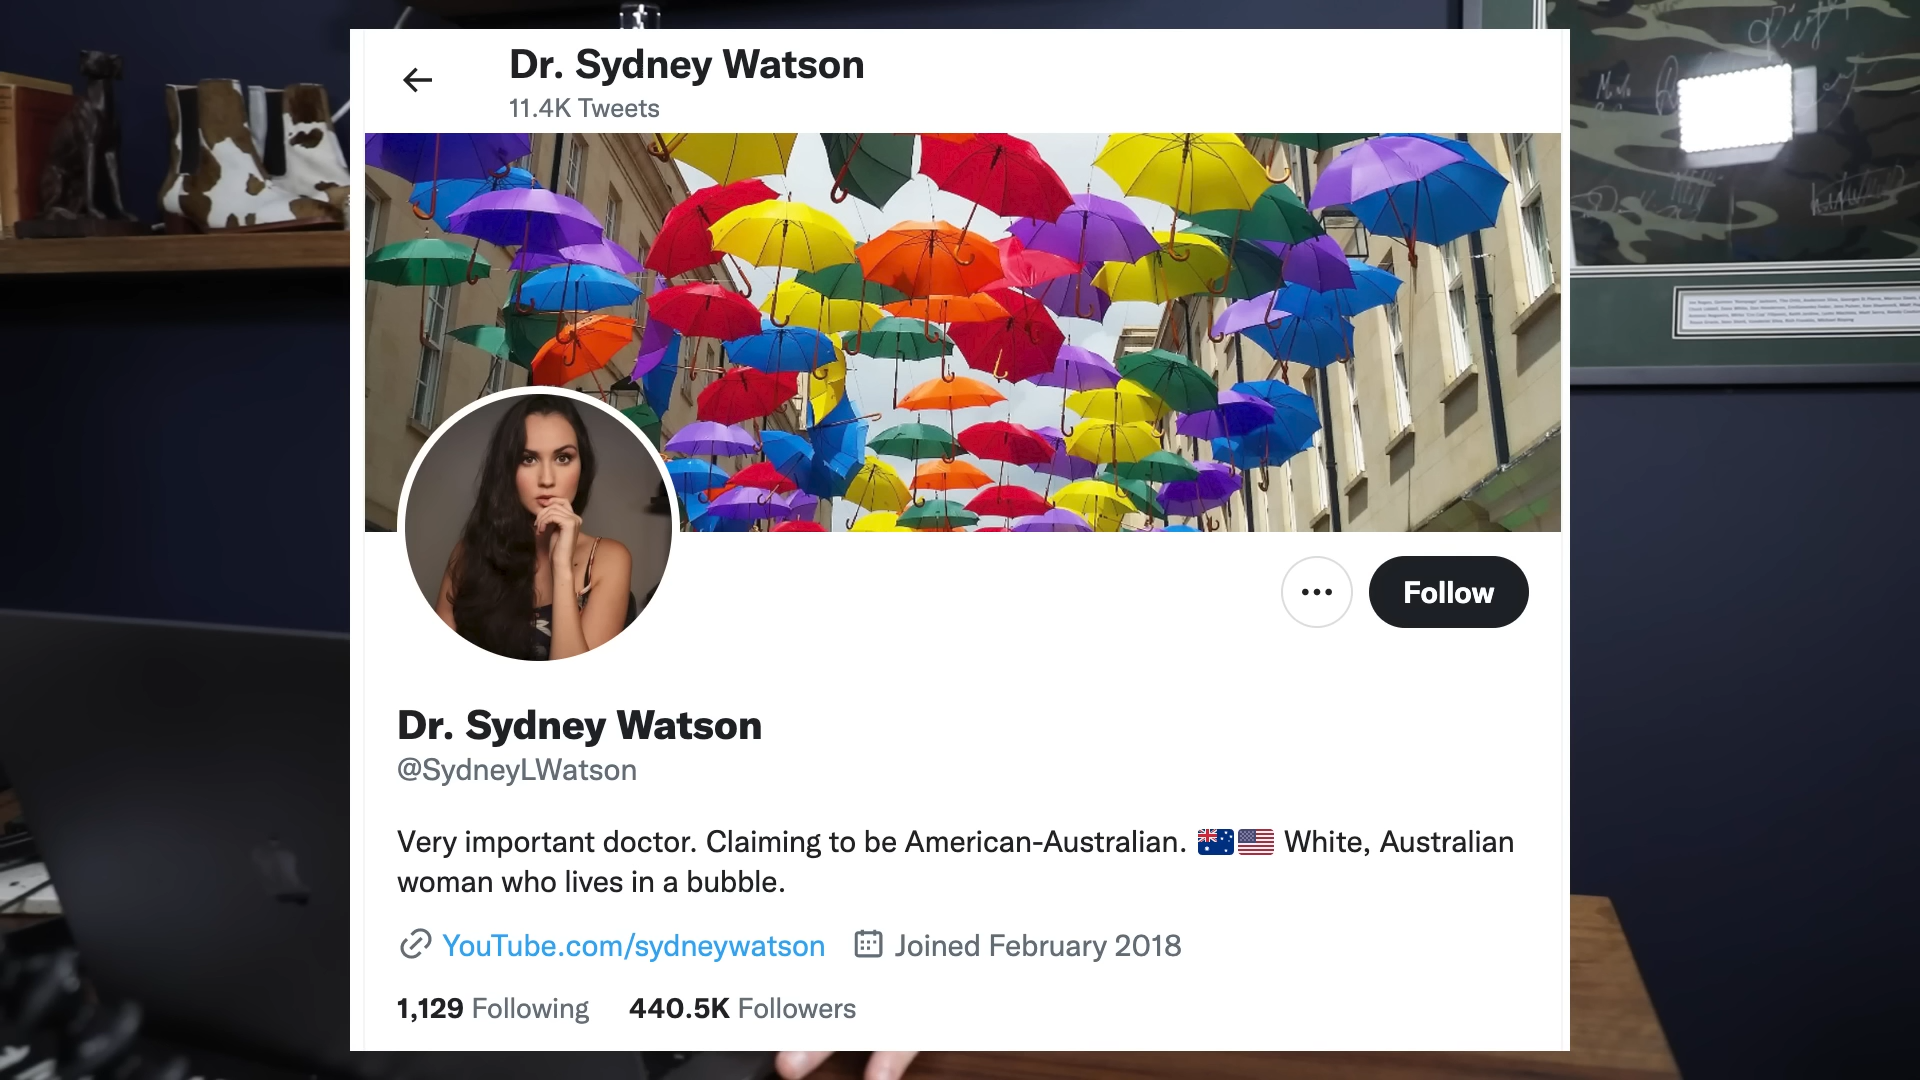 Dr. Sydney Watson
11.4K Tweets
Follow
Dr. Sydney Watson
@SydneyLWatson
Very important doctor. Claiming to be American-Australian. 🇦🇺🇺🇸 White, Australian
woman who lives in a bubble.
YouTube.com/sydneywatson Joined February 2018
1,129 Following 440.5K Followers